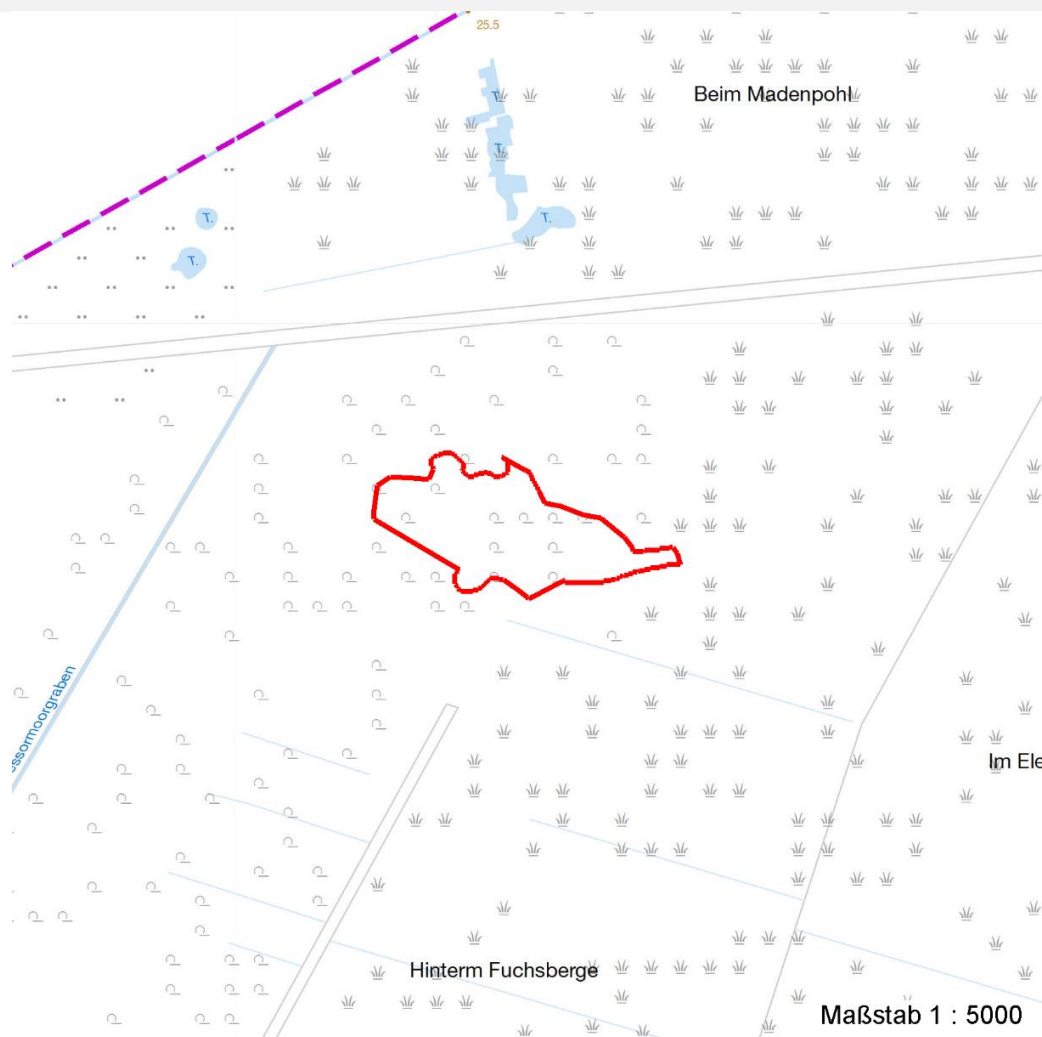 25.5
T.
Beim Madenpohl
T.
T.
T.
T.
ssormoorgraben
Im Ele
Hinterm Fuchsberge
Maßstab 1 : 5000